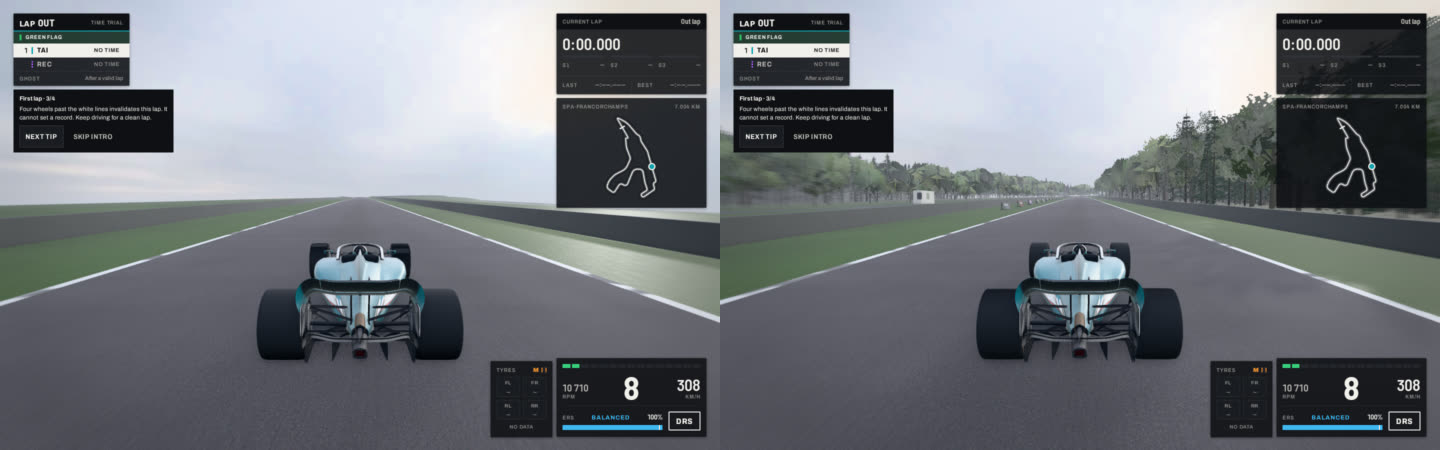 LAP OUT TIME TRIAL
GREEN FLAG
1 TAI NO TIME
REC NO TIME
GHOST After a valid lap
First lap · 3/4
Four wheels past the white lines invalidates this lap. It
cannot set a record. Keep driving for a clean lap.
NEXT TIP SKIP INTRO
CURRENT LAP Out lap
0:00.000
S1 – S2 – S3 –
LAST --:--.--- BEST --:--.---
SPA-FRANCORCHAMPS 7.004 KM
TYRES M
FL FR
– –
RL RR
– –
NO DATA
10 710 8 308
RPM KM/H
ERS BALANCED 100% DRS
LAP OUT TIME TRIAL
GREEN FLAG
1 TAI NO TIME
REC NO TIME
GHOST After a valid lap
First lap · 3/4
Four wheels past the white lines invalidates this lap. It
cannot set a record. Keep driving for a clean lap.
NEXT TIP SKIP INTRO
CURRENT LAP Out lap
0:00.000
S1 – S2 – S3 –
LAST --:--.--- BEST --:--.---
SPA-FRANCORCHAMPS 7.004 KM
TYRES M
FL FR
– –
RL RR
– –
NO DATA
10 710 8 308
RPM KM/H
ERS BALANCED 100% DRS